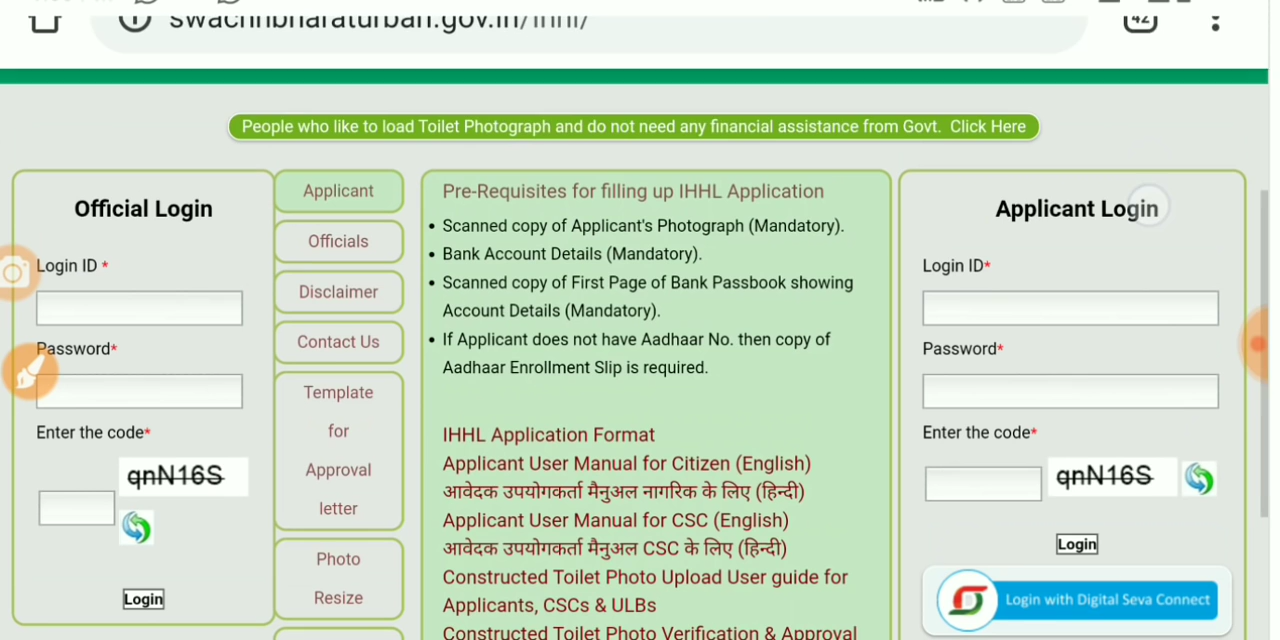 swachhbharaturban.gov.in/ihhl/
42
People who like to load Toilet Photograph and do not need any financial assistance from Govt. Click Here
Official Login
Login ID *
Password*
Enter the code*
qnN16S
Login
Applicant
Officials
Disclaimer
Contact Us
Template
for
Approval
letter
Photo
Resize
Pre-Requisites for filling up IHHL Application
• Scanned copy of Applicant's Photograph (Mandatory).
• Bank Account Details (Mandatory).
• Scanned copy of First Page of Bank Passbook showing
Account Details (Mandatory).
• If Applicant does not have Aadhaar No. then copy of
Aadhaar Enrollment Slip is required.
IHHL Application Format
Applicant User Manual for Citizen (English)
आवेदक उपयोगकर्ता मैनुअल नागरिक के लिए (हिन्दी)
Applicant User Manual for CSC (English)
आवेदक उपयोगकर्ता मैनुअल CSC के लिए (हिन्दी)
Constructed Toilet Photo Upload User guide for
Applicants, CSCs & ULBs
Constructed Toilet Photo Verification & Approval
Applicant Login
Login ID*
Password*
Enter the code*
qnN16S
Login
Login with Digital Seva Connect